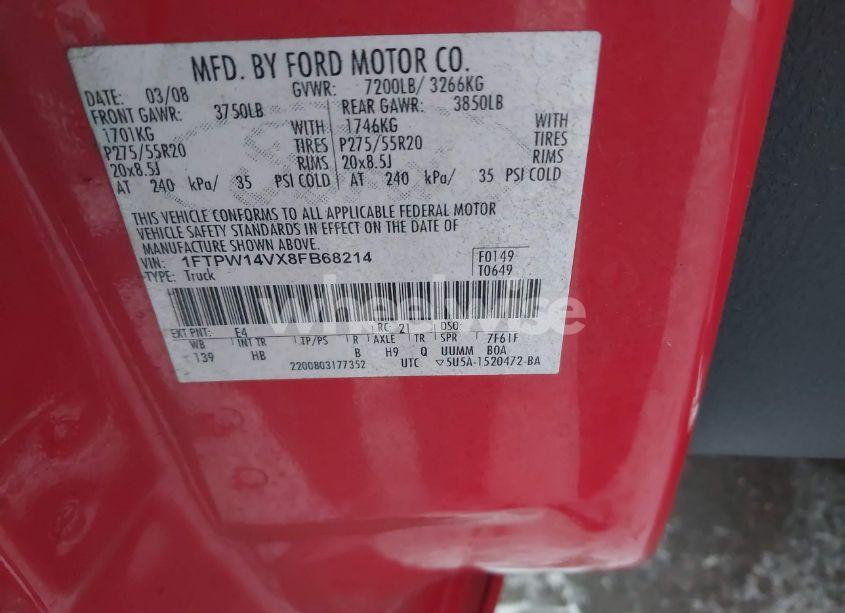 MFD. BY FORD MOTOR CO.
DATE: 03/08 GVWR: 7200LB/ 3266KG
FRONT GAWR: 3750LB REAR GAWR: 3850LB
1701KG WITH 1746KG WITH
P275/55R20 TIRES P275/55R20 TIRES
20x8.5J RIMS 20x8.5J RIMS
AT 240 kPa/ 35 PSI COLD AT 240 kPa/ 35 PSI COLD
THIS VEHICLE CONFORMS TO ALL APPLICABLE FEDERAL MOTOR
VEHICLE SAFETY STANDARDS IN EFFECT ON THE DATE OF
MANUFACTURE SHOWN ABOVE.
VIN: 1FTPW14VX8FB68214 F0149
TYPE: Truck T0649
wheelwise
EXT PNT: E4 RC: 21 DSO:
WB INT TR TP/PS R AXLE TR SPR 7F61F
139 HB B H9 Q UUMM B0A
2200803177352 UTC ▽5U5A-1520472-BA